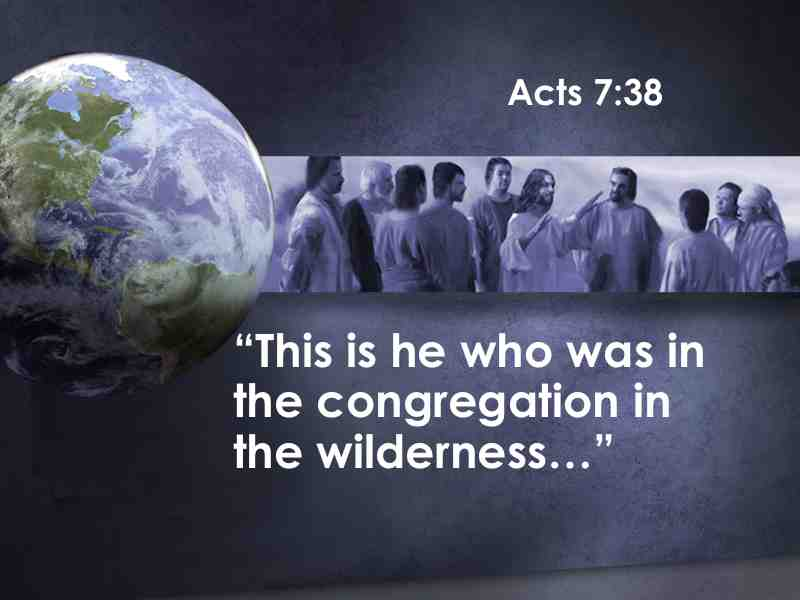 Acts 7:38
“This is he who was in
the congregation in
the wilderness…”